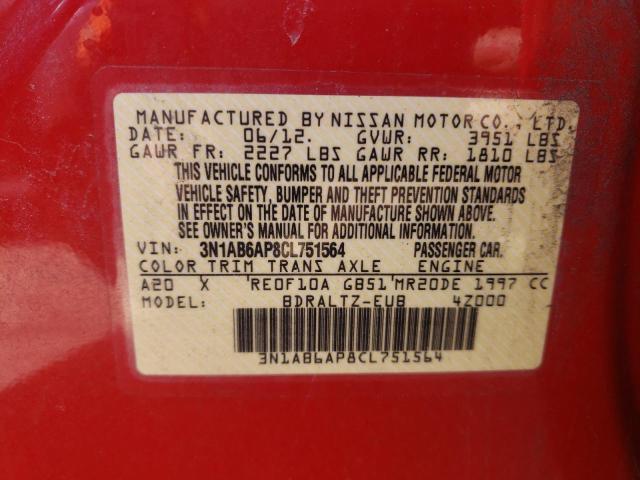 MANUFACTURED BY NISSAN MOTOR CO., LTD.
DATE: 06/12. GVWR: 3951 LBS
GAWR FR: 2227 LBS GAWR RR: 1810 LBS
THIS VEHICLE CONFORMS TO ALL APPLICABLE FEDERAL MOTOR
VEHICLE SAFETY, BUMPER AND THEFT PREVENTION STANDARDS
IN EFFECT ON THE DATE OF MANUFACTURE SHOWN ABOVE.
SEE OWNER'S MANUAL FOR ADDITIONAL INFORMATION.
VIN: 3N1AB6AP8CL751564 PASSENGER CAR.
COLOR TRIM TRANS AXLE ENGINE
A20 X 'RE0F10A GB51'MR20DE 1997 CC
MODEL: BDRALTZ-EUB 4Z000
3N1AB6AP8CL751564